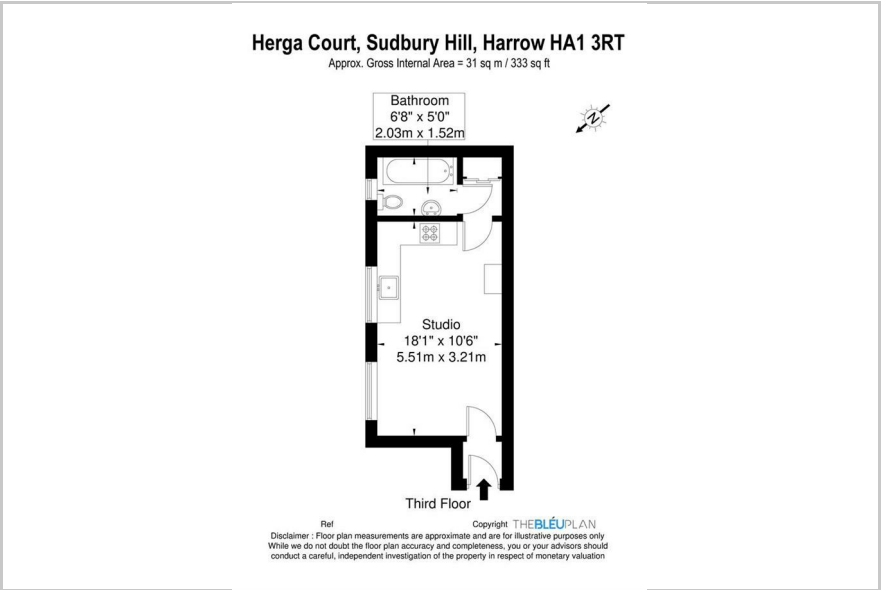 Herga Court, Sudbury Hill, Harrow HA1 3RT
Approx. Gross Internal Area = 31 sq m / 333 sq ft
Bathroom
6'8" x 5'0"
2.03m x 1.52m
N
Studio
18'1" x 10'6"
5.51m x 3.21m
Third Floor
Ref
Copyright THEBLÉUPLAN
Disclaimer : Floor plan measurements are approximate and are for illustrative purposes only
While we do not doubt the floor plan accuracy and completeness, you or your advisors should
conduct a careful, independent investigation of the property in respect of monetary valuation